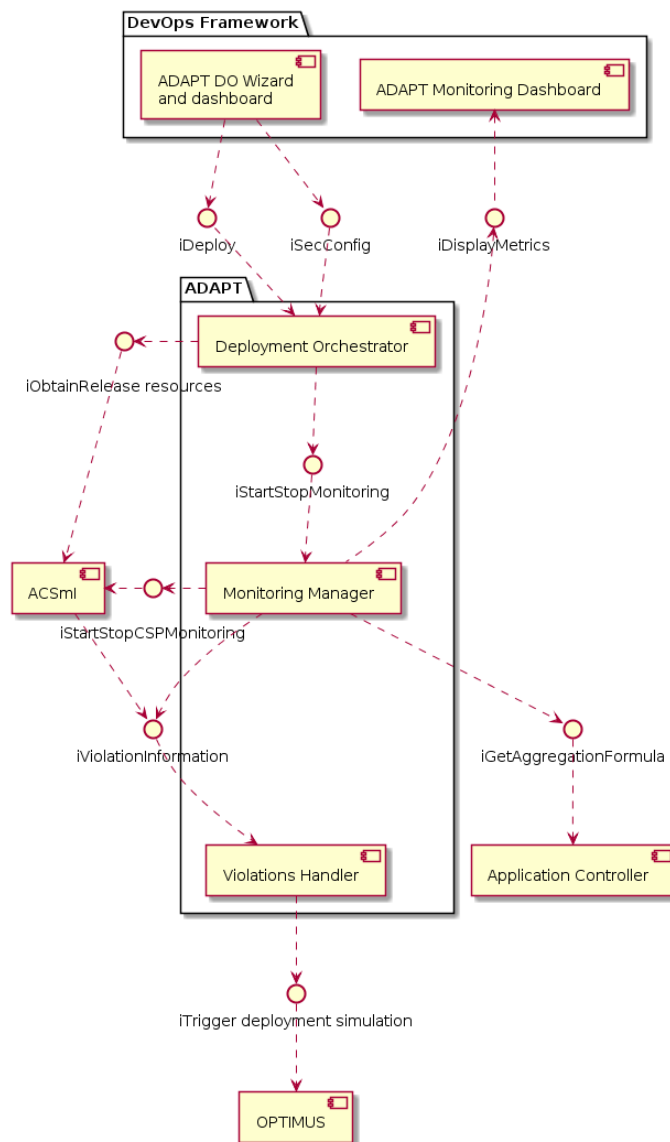 DevOps Framework
ADAPT DO Wizard
and dashboard
ADAPT Monitoring Dashboard
iDeploy
iSecConfig
iDisplayMetrics
ADAPT
Deployment Orchestrator
iObtainRelease resources
iStartStopMonitoring
ACSmI
Monitoring Manager
iStartStopCSPMonitoring
iViolationInformation
iGetAggregationFormula
Violations Handler
Application Controller
iTrigger deployment simulation
OPTIMUS